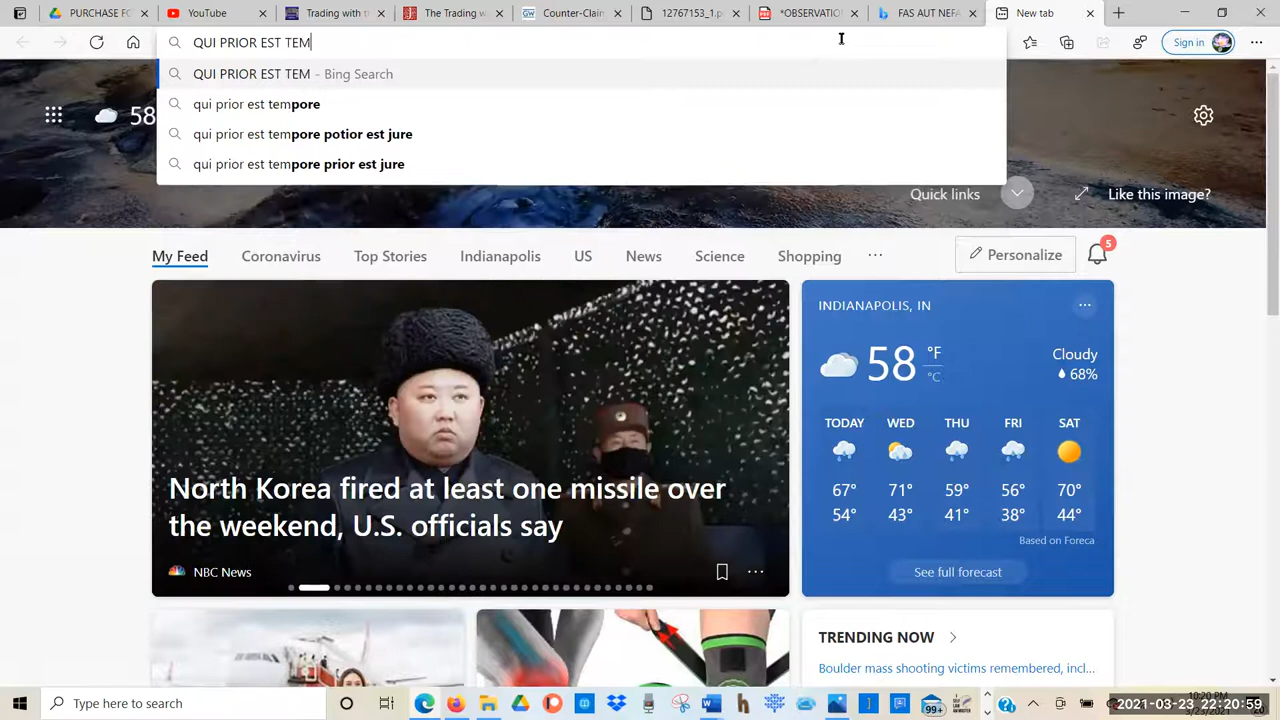 PURCHASE FO
YouTube
Trading with t
The Trading w
Counter-Clain
12767153_1.p
*OBSERVATIO
FAS AUT NEFA
New tab
QUI PRIOR EST TEM
Sign in
QUI PRIOR EST TEM - Bing Search
qui prior est tempore
qui prior est tempore potior est jure
qui prior est tempore prior est jure
58
Quick links
Like this image?
My Feed
Coronavirus
Top Stories
Indianapolis
US
News
Science
Shopping
Personalize
5
INDIANAPOLIS, IN
58 °F
°C
Cloudy
68%
TODAY WED THU FRI SAT
67° 71° 59° 56° 70°
54° 43° 41° 38° 44°
Based on Foreca
See full forecast
North Korea fired at least one missile over
the weekend, U.S. officials say
NBC News
TRENDING NOW
Boulder mass shooting victims remembered, incl...
Type here to search
99+
2021-03-23 22:20:59